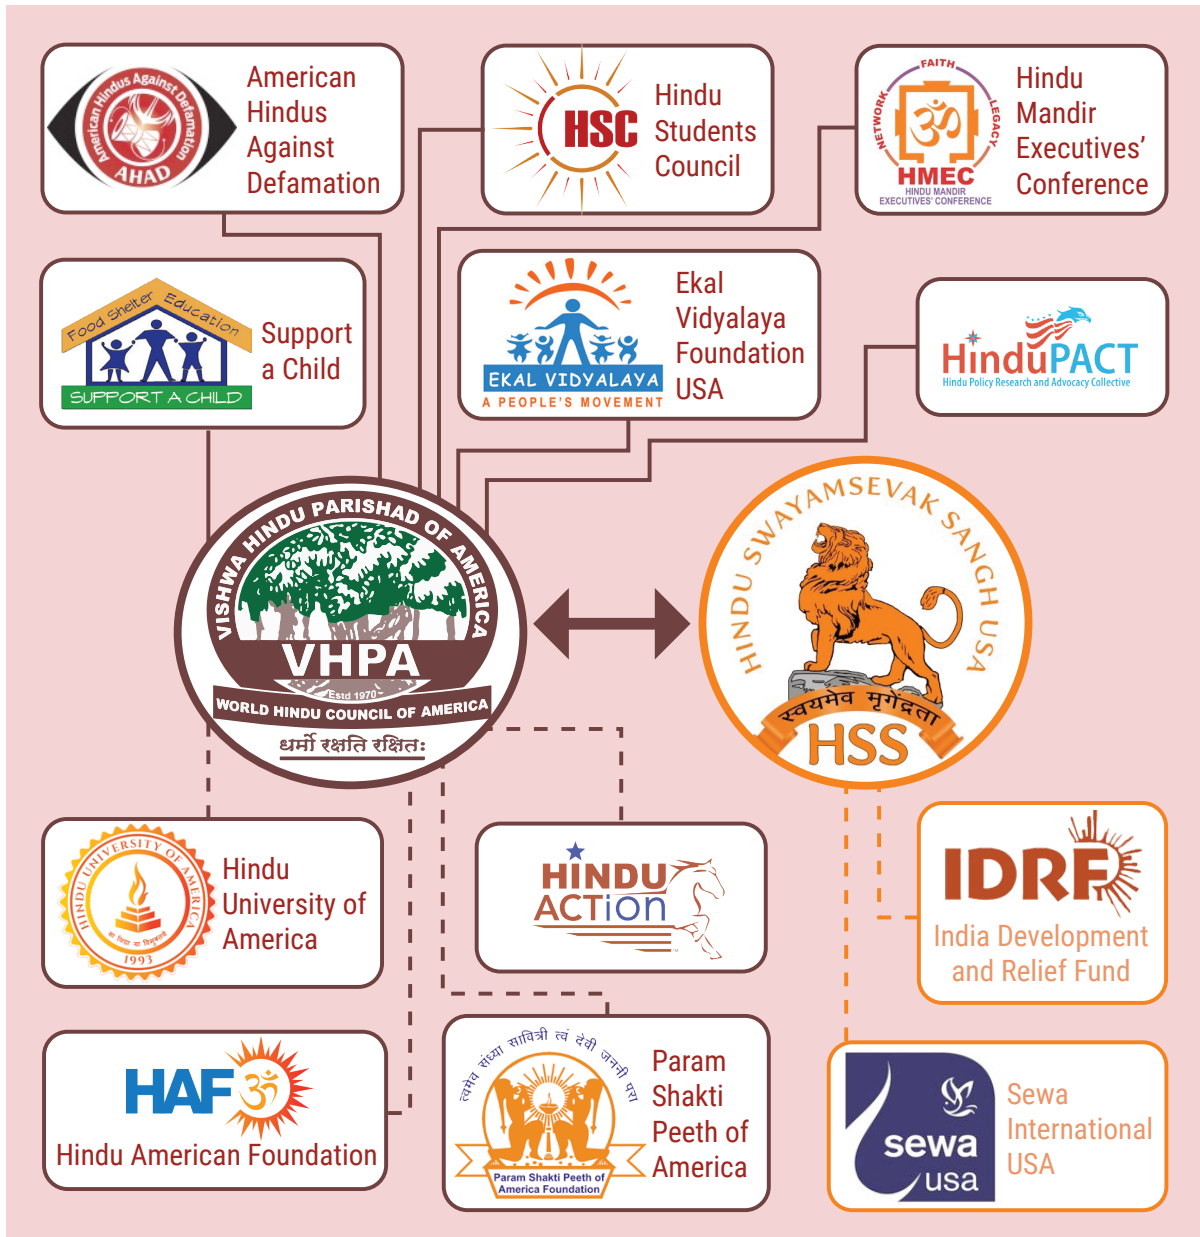 American Hindus Against Defamation
AHAD
American
Hindus
Against
Defamation
HSC
Hindu
Students
Council
NETWORK
FAITH
LEGACY
HMEC
HINDU MANDIR
EXECUTIVES' CONFERENCE
Hindu
Mandir
Executives’
Conference
Food Shelter Education
SUPPORT A CHILD
Support
a Child
EKAL VIDYALAYA
A PEOPLE'S MOVEMENT
Ekal
Vidyalaya
Foundation
USA
HinduPACT
Hindu Policy Research and Advocacy Collective
VISHWA HINDU PARISHAD OF AMERICA
VHPA
Estd 1970
WORLD HINDU COUNCIL OF AMERICA
धर्मो रक्षति रक्षितः
HINDU SWAYAMSEVAK SANGH USA
स्वयमेव मृगेंद्रता
HSS
HINDU UNIVERSITY OF AMERICA
सा विद्या या विमुक्तये
1993
Hindu
University of
America
HINDU
ACTion
IDRF
India Development
and Relief Fund
HAF
ॐ
Hindu American Foundation
त्वमेव संध्या सावित्री त्वं देवी जननी परा
Param Shakti Peeth of
America Foundation
Param
Shakti
Peeth of
America
sewa
usa
Sewa
International
USA